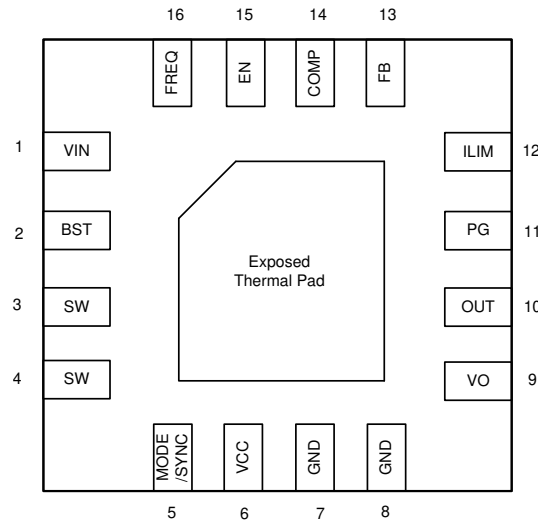 16 15 14 13
FREQ EN COMP FB
1 VIN ILIM 12
2 BST PG 11
Exposed
Thermal Pad
3 SW OUT 10
4 SW VO 9
MODE
/SYNC VCC GND GND
5 6 7 8